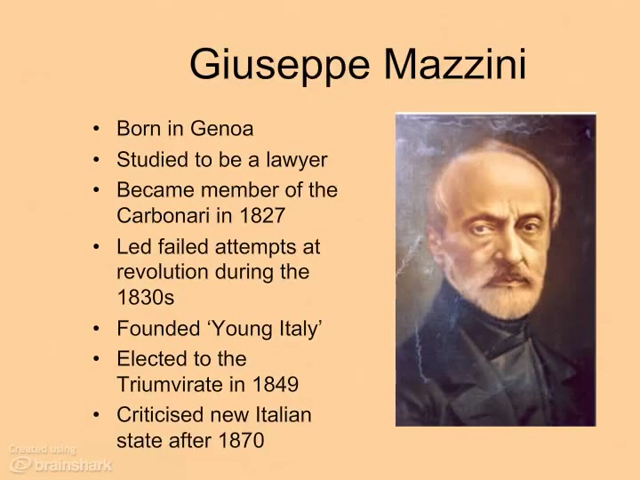 Giuseppe Mazzini
• Born in Genoa
• Studied to be a lawyer
• Became member of the
Carbonari in 1827
• Led failed attempts at
revolution during the
1830s
• Founded ‘Young Italy’
• Elected to the
Triumvirate in 1849
• Criticised new Italian
state after 1870
Created using
brainshark